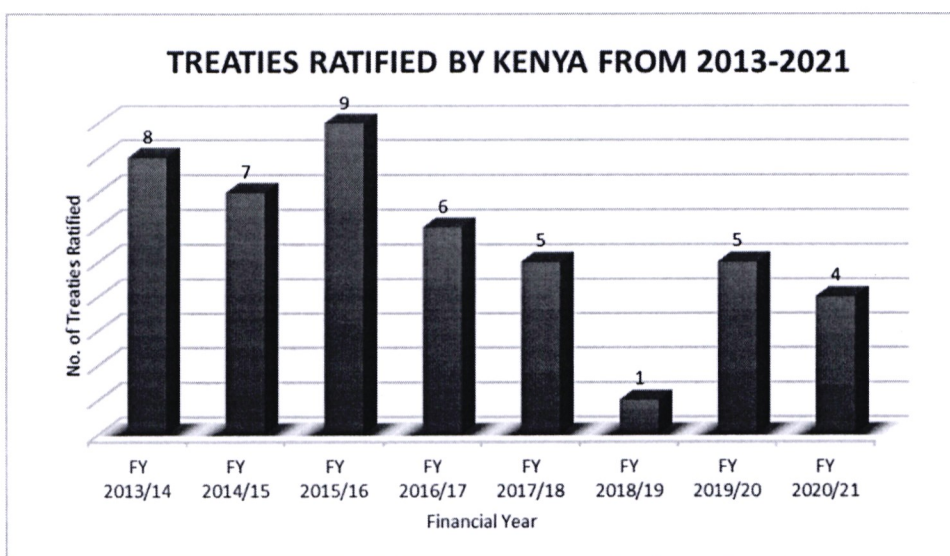 TREATIES RATIFIED BY KENYA FROM 2013-2021
No. of Treaties Ratified
8
7
9
6
5
1
5
4
FY 2013/14
FY 2014/15
FY 2015/16
FY 2016/17
FY 2017/18
FY 2018/19
FY 2019/20
FY 2020/21
Financial Year